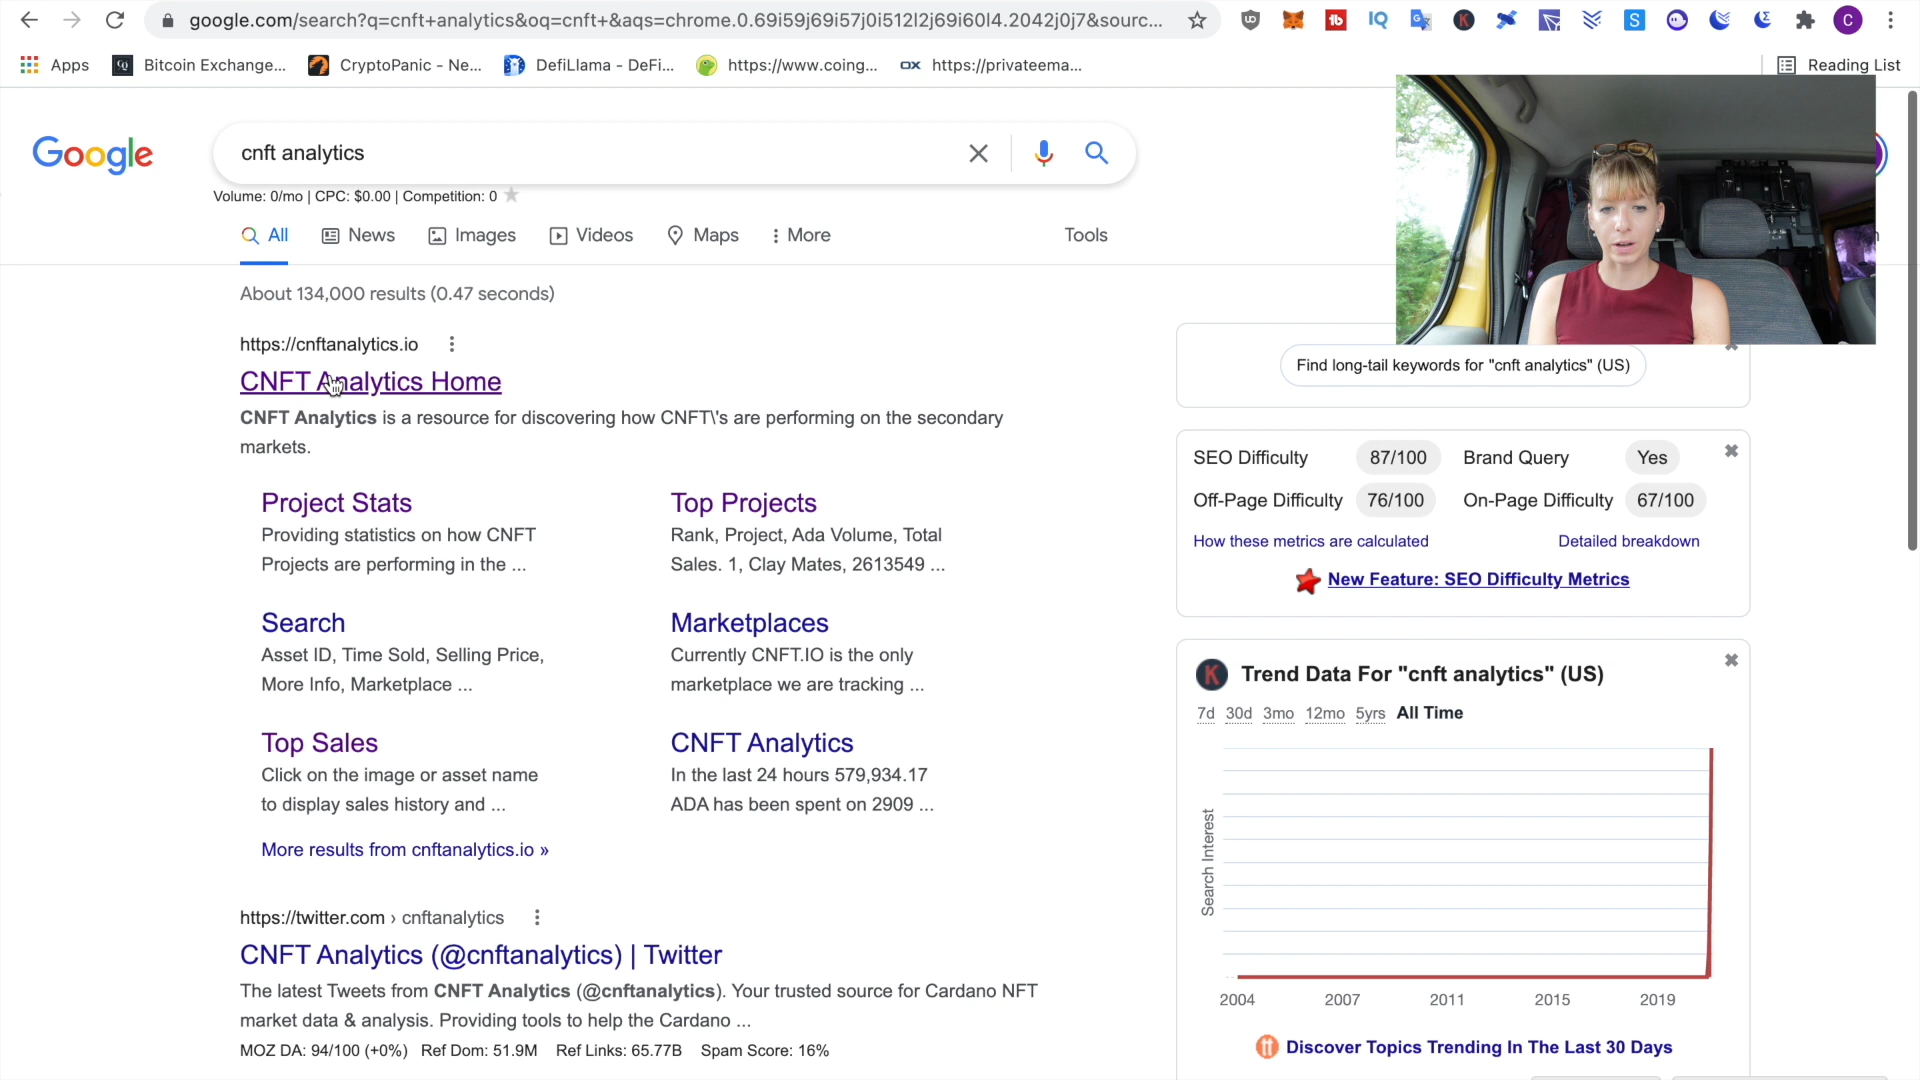 google.com/search?q=cnft+analytics&oq=cnft+&aqs=chrome.0.69i59j69i57j0i512l2j69i60l4.2042j0j7&sourc...
Apps
Bitcoin Exchange...
CryptoPanic - Ne...
DefiLlama - DeFi...
https://www.coing...
https://privateema...
Reading List
Google
cnft analytics
Volume: 0/mo | CPC: $0.00 | Competition: 0
All
News
Images
Videos
Maps
More
Tools
About 134,000 results (0.47 seconds)
https://cnftanalytics.io
CNFT Analytics Home
CNFT Analytics is a resource for discovering how CNFT\'s are performing on the secondary
markets.
Project Stats
Providing statistics on how CNFT
Projects are performing in the ...
Top Projects
Rank, Project, Ada Volume, Total
Sales. 1, Clay Mates, 2613549 ...
Search
Asset ID, Time Sold, Selling Price,
More Info, Marketplace ...
Marketplaces
Currently CNFT.IO is the only
marketplace we are tracking ...
Top Sales
Click on the image or asset name
to display sales history and ...
CNFT Analytics
In the last 24 hours 579,934.17
ADA has been spent on 2909 ...
More results from cnftanalytics.io »
https://twitter.com › cnftanalytics
CNFT Analytics (@cnftanalytics) | Twitter
The latest Tweets from CNFT Analytics (@cnftanalytics). Your trusted source for Cardano NFT
market data & analysis. Providing tools to help the Cardano ...
MOZ DA: 94/100 (+0%) Ref Dom: 51.9M Ref Links: 65.77B Spam Score: 16%
Find long-tail keywords for "cnft analytics" (US)
SEO Difficulty 87/100 Brand Query Yes
Off-Page Difficulty 76/100 On-Page Difficulty 67/100
How these metrics are calculated
Detailed breakdown
New Feature: SEO Difficulty Metrics
Trend Data For "cnft analytics" (US)
7d 30d 3mo 12mo 5yrs All Time
Search Interest
2004 2007 2011 2015 2019
Discover Topics Trending In The Last 30 Days